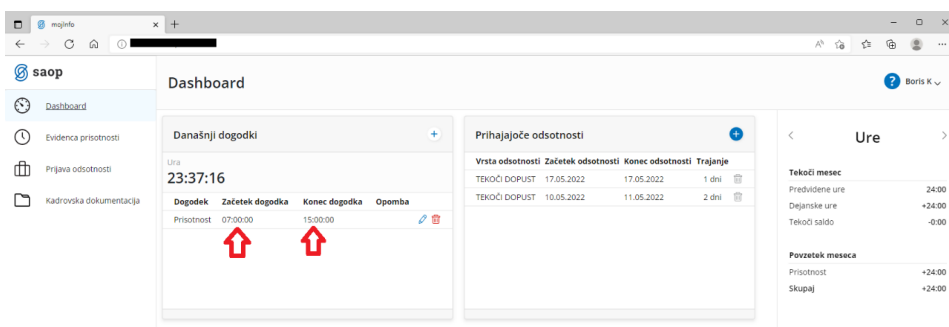 mojInfo
saop
Dashboard
Boris K
Dashboard
Evidenca prisotnosti
Prijava odsotnosti
Kadrovska dokumentacija
Današnji dogodki
Ura
23:37:16
Dogodek Začetek dogodka Konec dogodka Opomba
Prisotnost 07:00:00 15:00:00
Prihajajoče odsotnosti
Vrsta odsotnosti Začetek odsotnosti Konec odsotnosti Trajanje
TEKOČI DOPUST 17.05.2022 17.05.2022 1 dni
TEKOČI DOPUST 10.05.2022 11.05.2022 2 dni
Ure
Tekoči mesec
Predvidene ure 24:00
Dejanske ure +24:00
Tekoči saldo -0:00
Povzetek meseca
Prisotnost +24:00
Skupaj +24:00